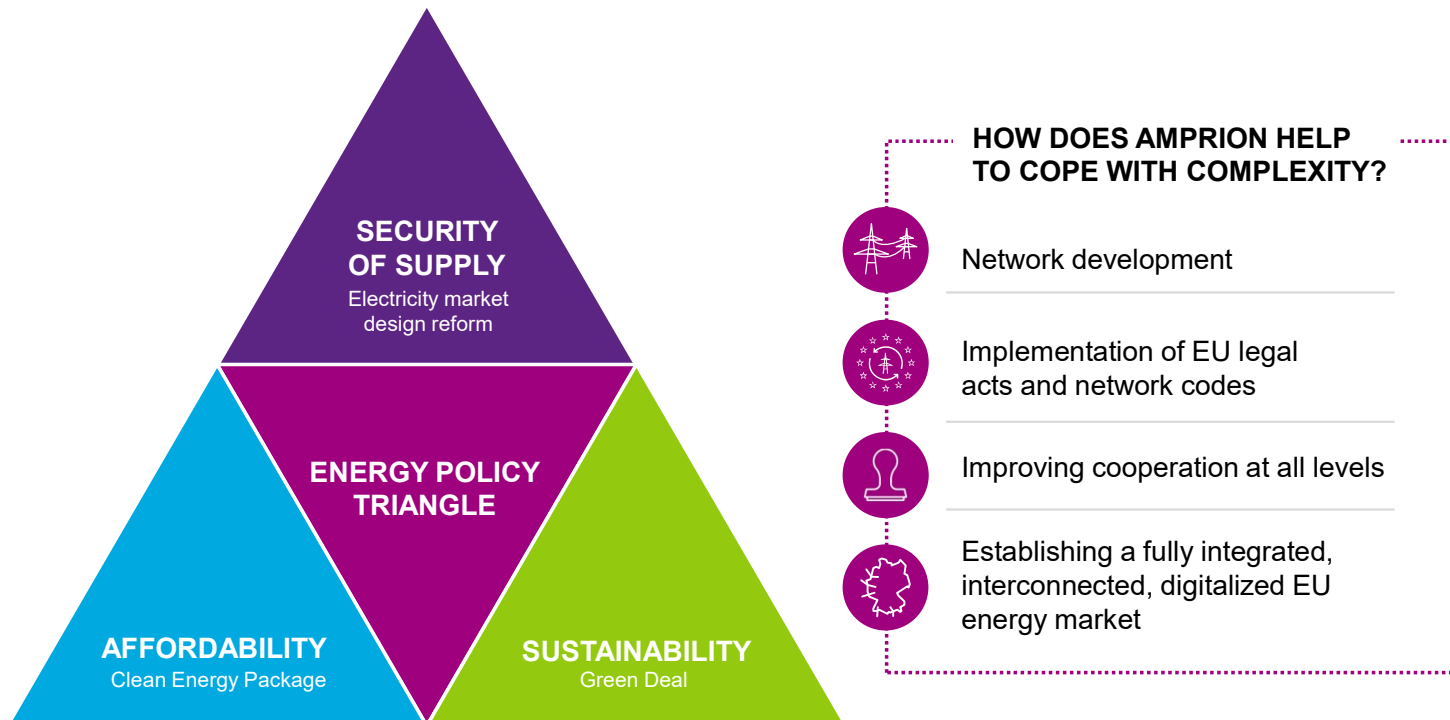 SECURITY
OF SUPPLY
Electricity market
design reform
ENERGY POLICY
TRIANGLE
AFFORDABILITY
Clean Energy Package
SUSTAINABILITY
Green Deal
HOW DOES AMPRION HELP
TO COPE WITH COMPLEXITY?
Network development
Implementation of EU legal
acts and network codes
Improving cooperation at all levels
Establishing a fully integrated,
interconnected, digitalized EU
energy market